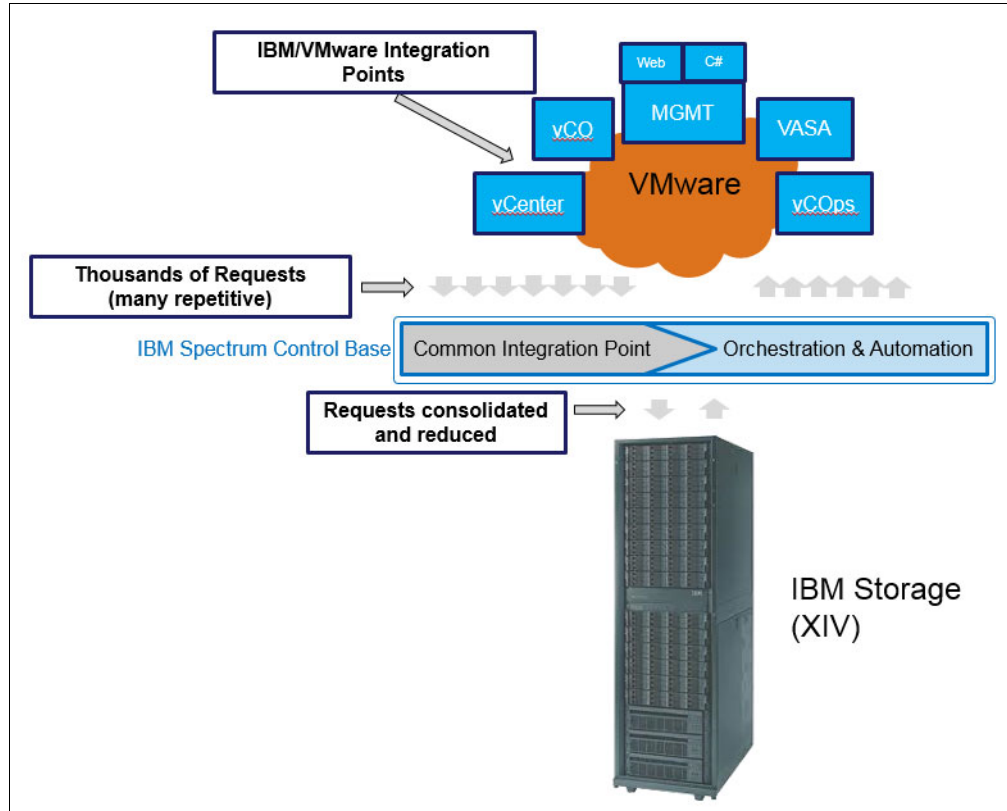 IBM/VMware Integration
Points
Web
C#
MGMT
vCO
VASA
VMware
vCenter
vCOps
Thousands of Requests
(many repetitive)
IBM Spectrum Control Base
Common Integration Point
Orchestration & Automation
Requests consolidated
and reduced
IBM Storage
(XIV)